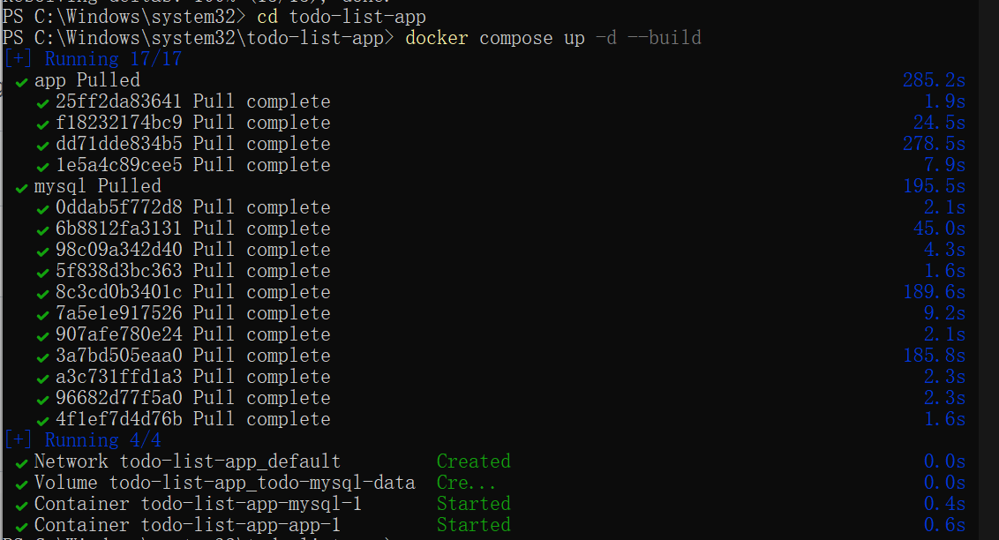 PS C:\Windows\system32> cd todo-list-app
PS C:\Windows\system32\todo-list-app> docker compose up -d --build
[+] Running 17/17
✔ app Pulled 285.2s
✔ 25ff2da83641 Pull complete 1.9s
✔ f18232174bc9 Pull complete 24.5s
✔ dd71dde834b5 Pull complete 278.5s
✔ 1e5a4c89cee5 Pull complete 7.9s
✔ mysql Pulled 195.5s
✔ 0ddab5f772d8 Pull complete 2.1s
✔ 6b8812fa3131 Pull complete 45.0s
✔ 98c09a342d40 Pull complete 4.3s
✔ 5f838d3bc363 Pull complete 1.6s
✔ 8c3cd0b3401c Pull complete 189.6s
✔ 7a5e1e917526 Pull complete 9.2s
✔ 907afe780e24 Pull complete 2.1s
✔ 3a7bd505eaa0 Pull complete 185.8s
✔ a3c731ffd1a3 Pull complete 2.3s
✔ 96682d77f5a0 Pull complete 2.3s
✔ 4f1ef7d4d76b Pull complete 1.6s
[+] Running 4/4
✔ Network todo-list-app_default Created 0.0s
✔ Volume todo-list-app_todo-mysql-data Cre... 0.0s
✔ Container todo-list-app-mysql-1 Started 0.4s
✔ Container todo-list-app-app-1 Started 0.6s